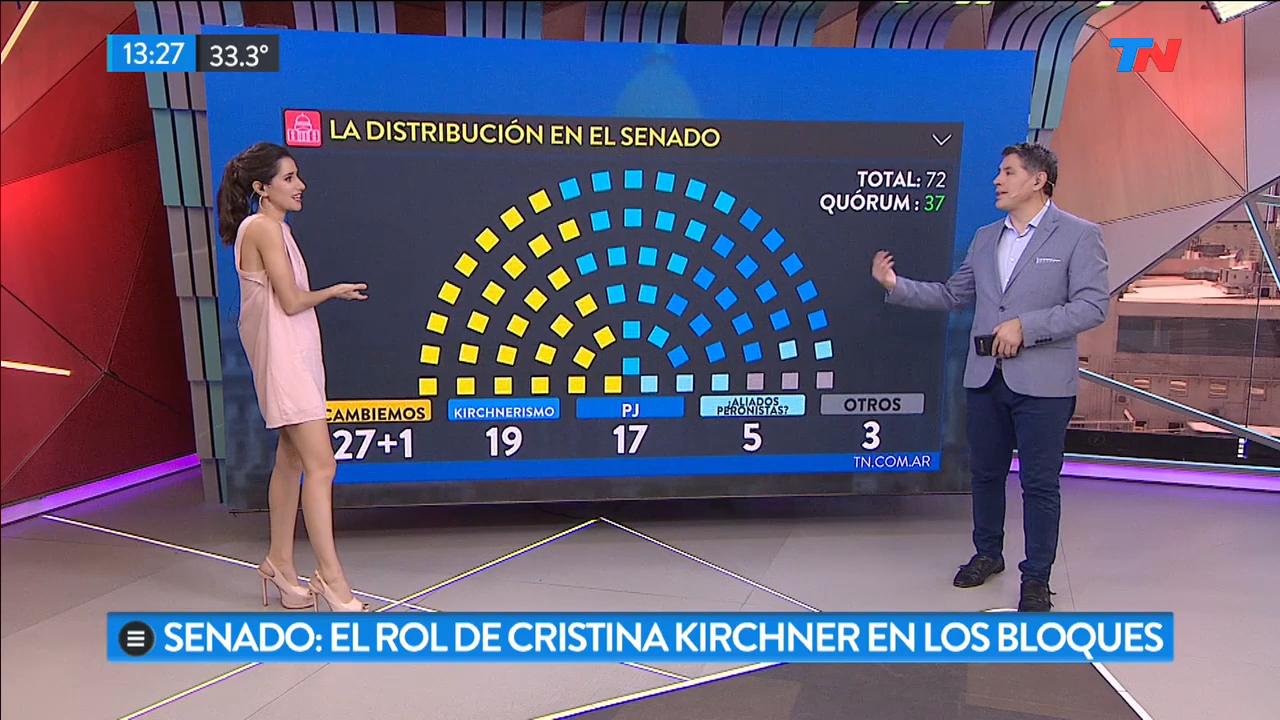 13:27 33.3°
TN
LA DISTRIBUCIÓN EN EL SENADO
TOTAL: 72
QUÓRUM : 37
CAMBIEMOS
27+1
KIRCHNERISMO
19
PJ
17
¿ALIADOS
PERONISTAS?
5
OTROS
3
TN.COM.AR
SENADO: EL ROL DE CRISTINA KIRCHNER EN LOS BLOQUES